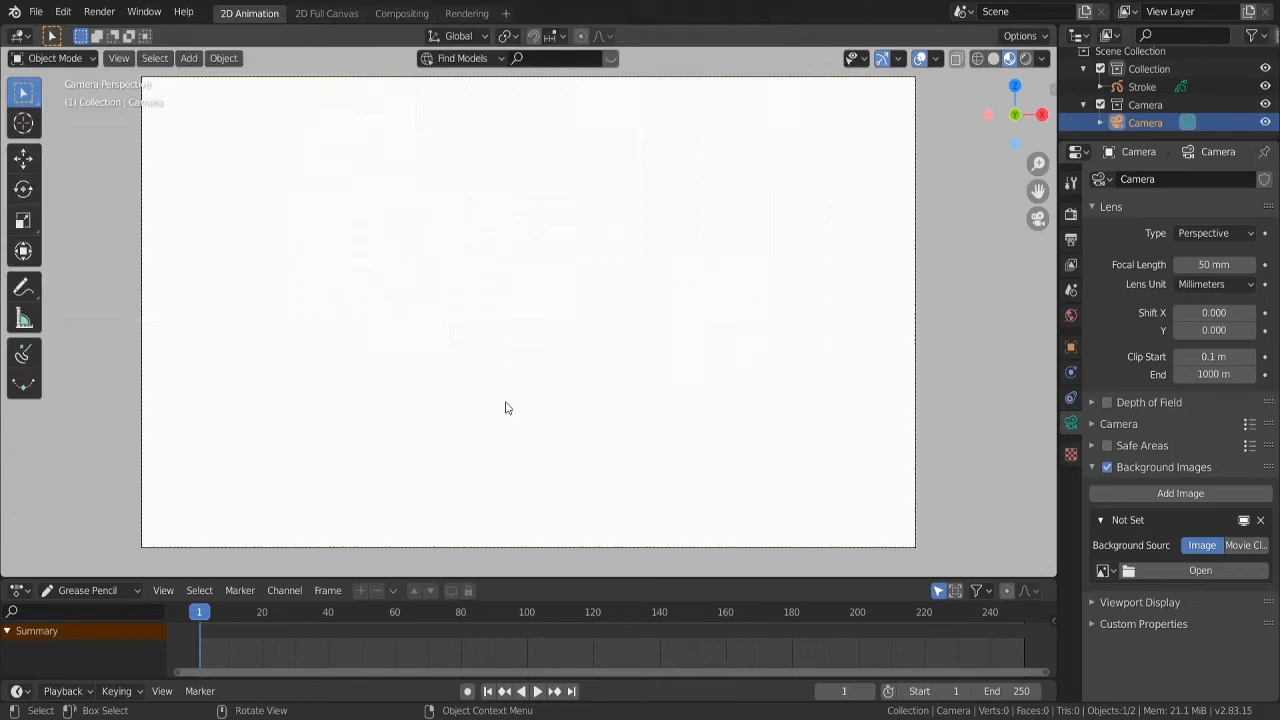 File Edit Render Window Help 2D Animation 2D Full Canvas Compositing Rendering + Scene View Layer
Global Options
Object Mode View Select Add Object Find Models
Camera Perspective
(1) Collection | Camera
Z
Y
X
Scene Collection
Collection
Stroke
Camera
Camera
Camera Camera
Camera
Lens
Type Perspective
Focal Length 50 mm
Lens Unit Millimeters
Shift X 0.000
Y 0.000
Clip Start 0.1 m
End 1000 m
Depth of Field
Camera
Safe Areas
Background Images
Add Image
Not Set
Background Sourc Image Movie Cl...
Open
Viewport Display
Custom Properties
Grease Pencil View Select Marker Channel Frame
1 20 40 60 80 100 120 140 160 180 200 220 240
Summary
Playback Keying View Marker 1 Start 1 End 250
Select Box Select Rotate View Object Context Menu Collection | Camera | Verts:0 | Faces:0 | Tris:0 | Objects:1/2 | Mem: 21.1 MiB | v2.83.15